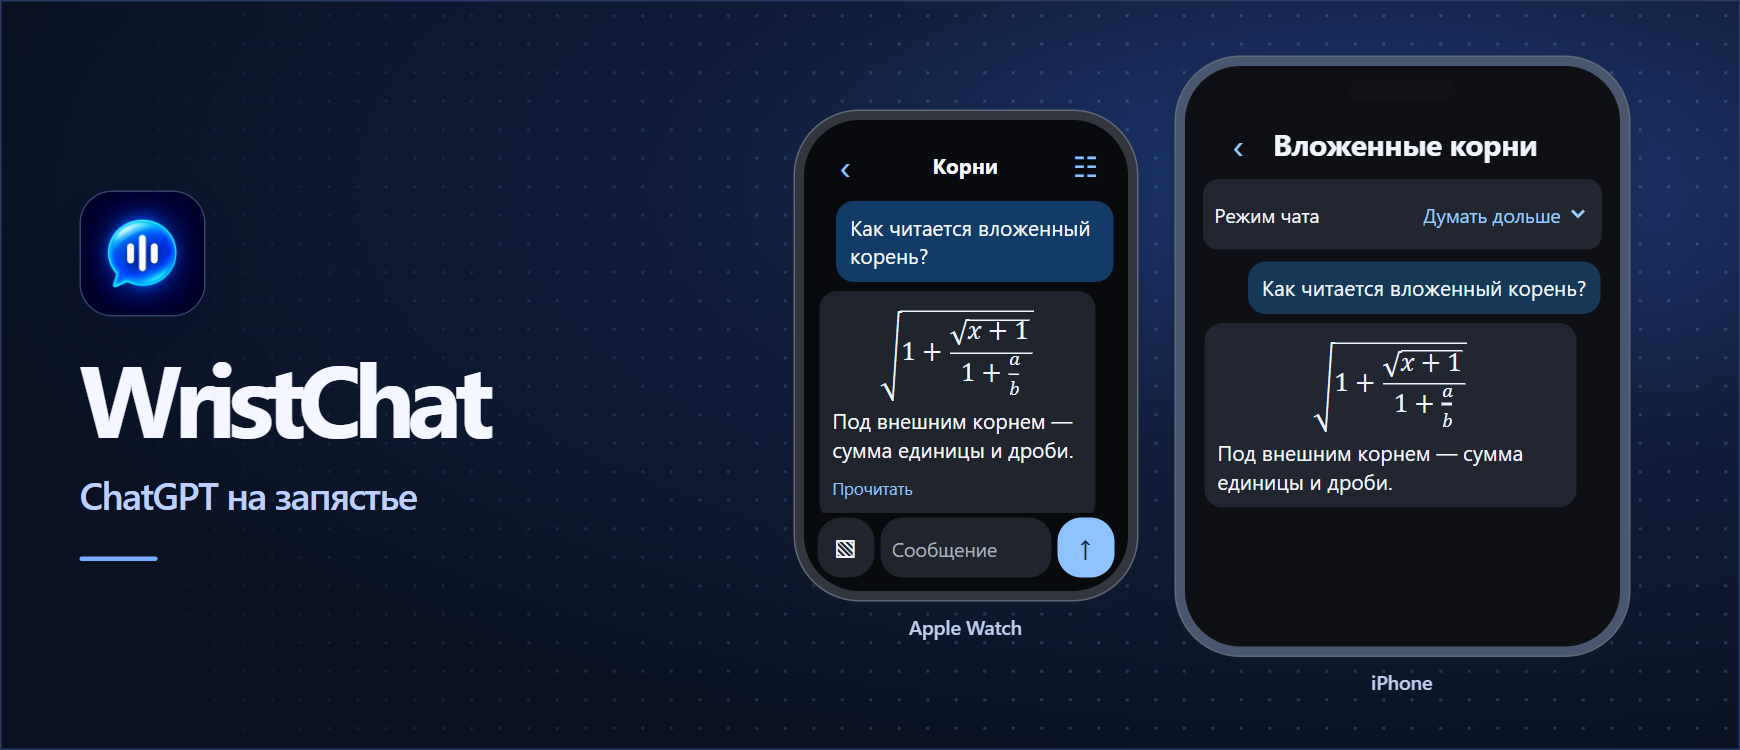 WristChat
ChatGPT на запястье
‹ Корни
Как читается вложенный
корень?
√(1 + √(x + 1)/(1 + a/b))
Под внешним корнем —
сумма единицы и дроби.
Прочитать
Сообщение ↑
Apple Watch
‹ Вложенные корни
Режим чата Думать дольше
Как читается вложенный корень?
√(1 + √(x + 1)/(1 + a/b))
Под внешним корнем — сумма
единицы и дроби.
iPhone